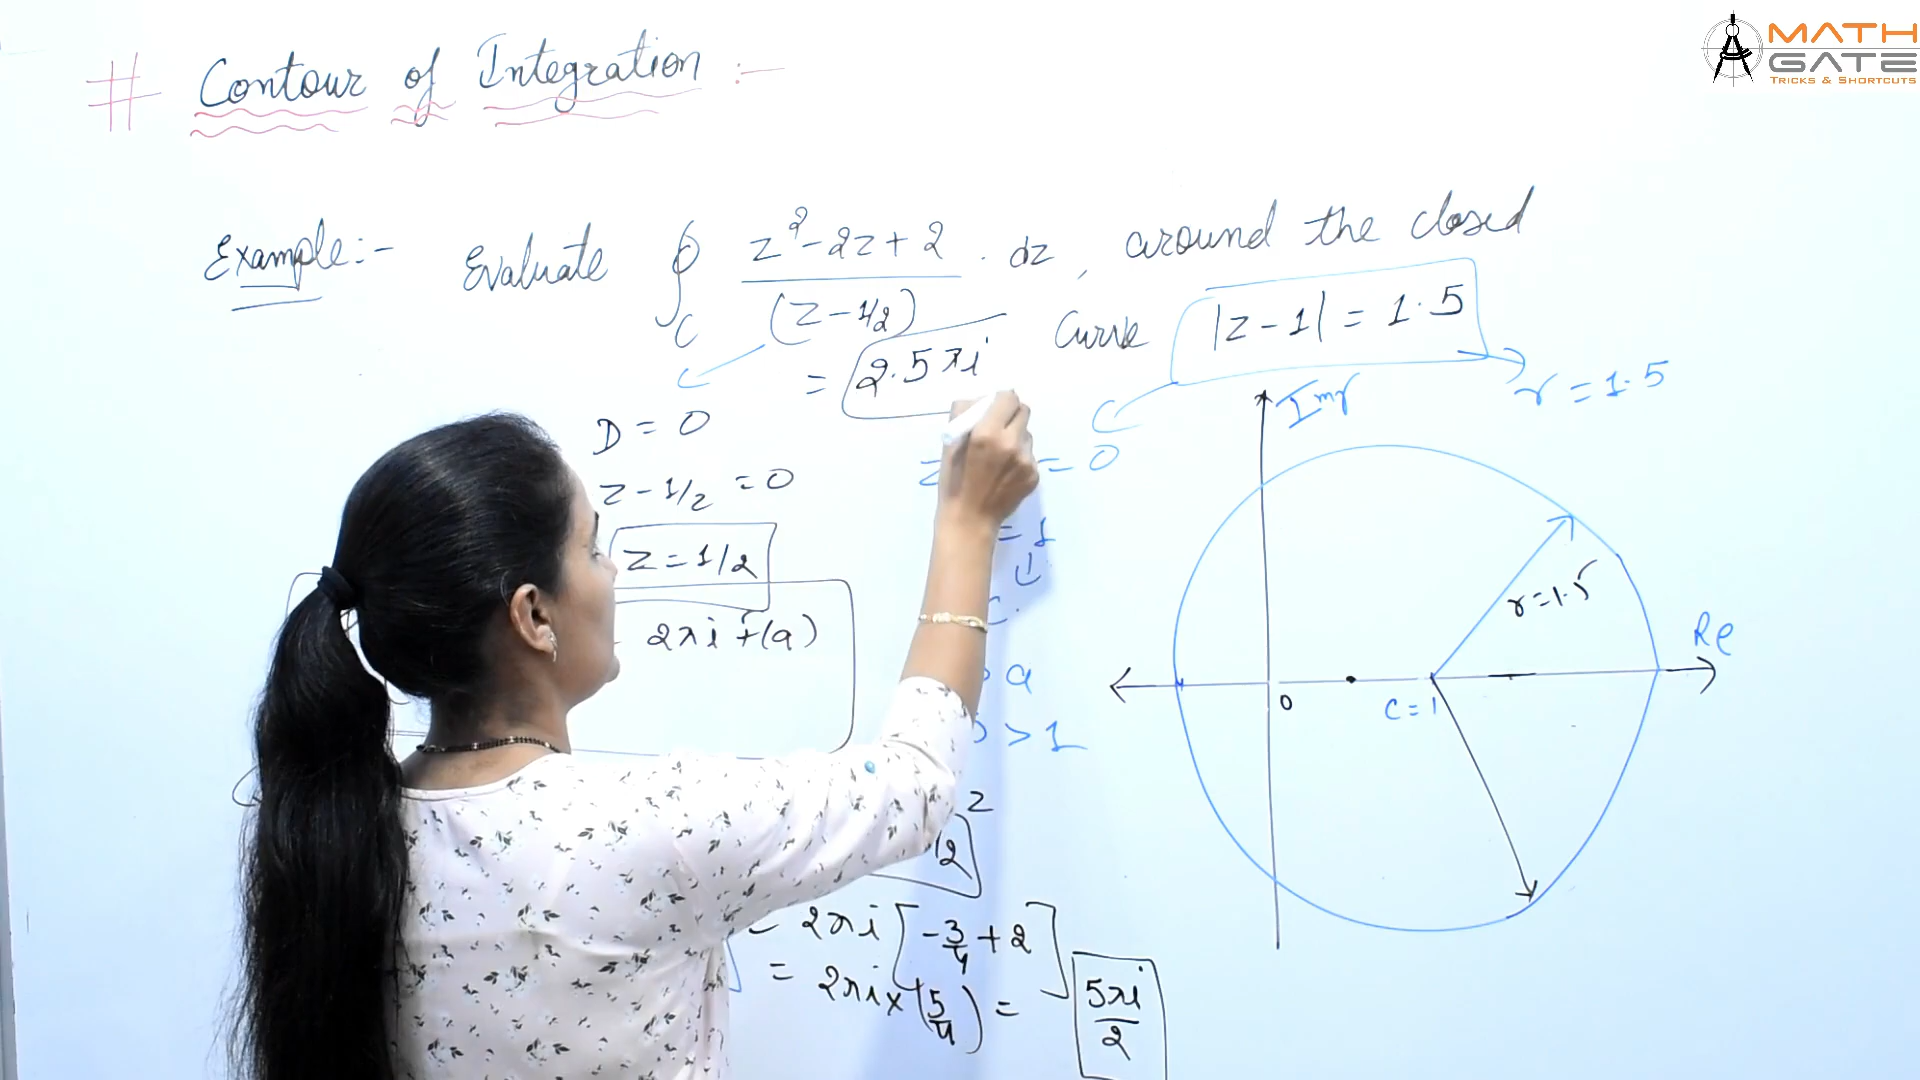 MATH
GATE
TRICKS & SHORTCUTS
# Contour of Integration :-
Example:- Evaluate ∮ z²-2z+2 . dz, around the closed
C (z-1/2)
Curve |z-1| = 1.5
= 2.5πi
r = 1.5
Img
D = 0
= 0
z-1/2 = 0
= 1
z = 1/2
r=1.5
2πi f(a)
Re
a
0
C=1
> 1
2
= 2πi [-3/4 + 2]
= 2πi × (5/4) = 5πi/2